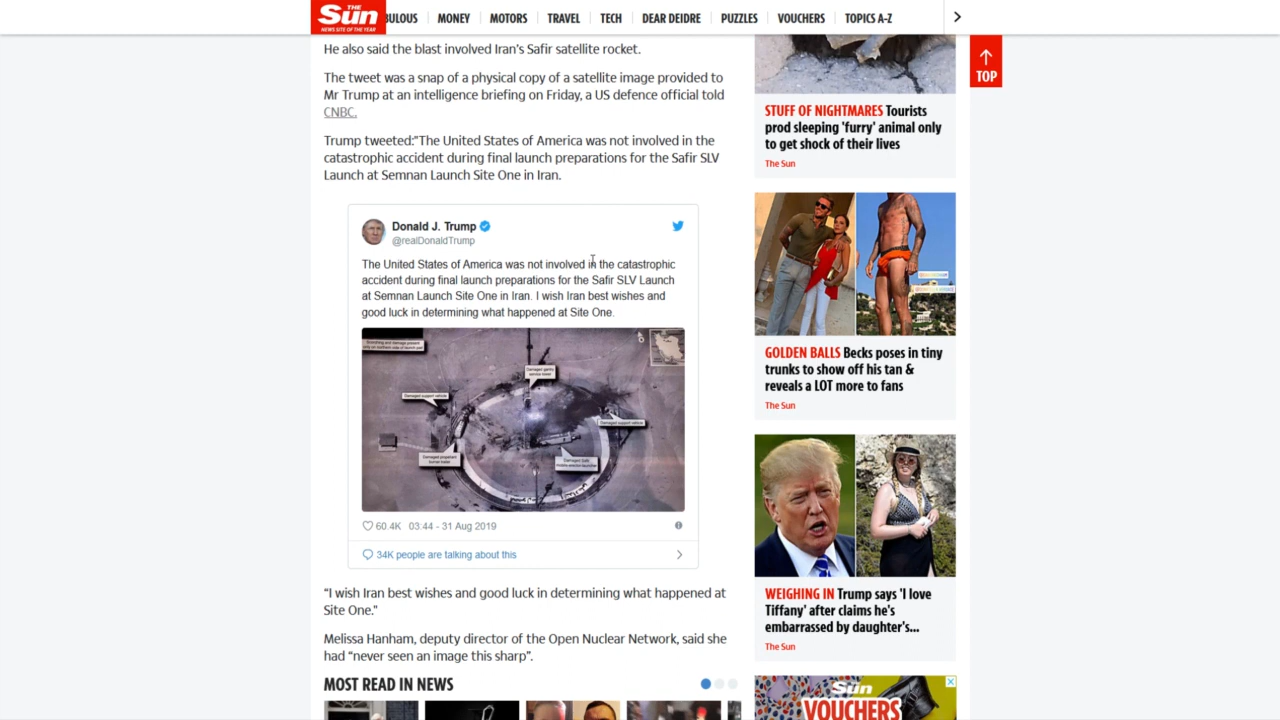 THE
Sun
NEWS SITE OF THE YEAR
BULOUS
MONEY
MOTORS
TRAVEL
TECH
DEAR DEIDRE
PUZZLES
VOUCHERS
TOPICS A-Z
TOP
He also said the blast involved Iran's Safir satellite rocket.
The tweet was a snap of a physical copy of a satellite image provided to
Mr Trump at an intelligence briefing on Friday, a US defence official told
CNBC.
Trump tweeted:"The United States of America was not involved in the
catastrophic accident during final launch preparations for the Safir SLV
Launch at Semnan Launch Site One in Iran.
Donald J. Trump
@realDonaldTrump
The United States of America was not involved in the catastrophic
accident during final launch preparations for the Safir SLV Launch
at Semnan Launch Site One in Iran. I wish Iran best wishes and
good luck in determining what happened at Site One.
Damaged gantry
service tower
Damaged support vehicle
Damaged support vehicle
60.4K 03:44 - 31 Aug 2019
34K people are talking about this
“I wish Iran best wishes and good luck in determining what happened at
Site One.”
Melissa Hanham, deputy director of the Open Nuclear Network, said she
had “never seen an image this sharp”.
MOST READ IN NEWS
STUFF OF NIGHTMARES Tourists
prod sleeping 'furry' animal only
to get shock of their lives
The Sun
GOLDEN BALLS Becks poses in tiny
trunks to show off his tan &
reveals a LOT more to fans
The Sun
WEIGHING IN Trump says 'I love
Tiffany' after claims he's
embarrassed by daughter's...
The Sun
Sun
VOUCHERS